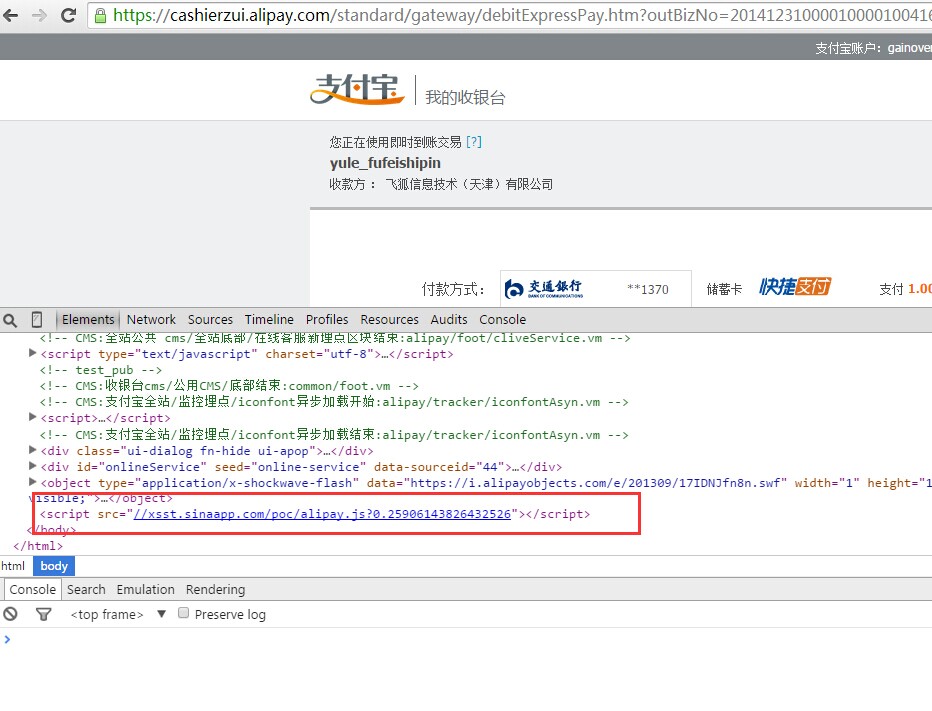 https://cashierzui.alipay.com/standard/gateway/debitExpressPay.htm?outBizNo=2014123100001000010010416
支付宝账户：gainover
支付宝 我的收银台
您正在使用即时到账交易 [?]
yule_fufeishipin
收款方： 飞狐信息技术（天津）有限公司
付款方式： 交通银行 BANK OF COMMUNICATIONS **1370 储蓄卡 快捷支付 支付 1.00
Elements Network Sources Timeline Profiles Resources Audits Console
<!-- CMS:全站公共 cms/全站底部/在线客服新埋点区块结束:alipay/foot/cliveService.vm -->
<script type="text/javascript" charset="utf-8">…</script>
<!-- test_pub -->
<!-- CMS:收银台cms/公用CMS/底部结束:common/foot.vm -->
<!-- CMS:支付宝全站/监控埋点/iconfont异步加载开始:alipay/tracker/iconfontAsyn.vm -->
<script>…</script>
<!-- CMS:支付宝全站/监控埋点/iconfont异步加载结束:alipay/tracker/iconfontAsyn.vm -->
<div class="ui-dialog fn-hide ui-apop">…</div>
<div id="onlineService" seed="online-service" data-sourceid="44">…</div>
<object type="application/x-shockwave-flash" data="https://i.alipayobjects.com/e/201309/17IDNJfn8n.swf" width="1" height="1
visible;">…</object>
<script src="//xsst.sinaapp.com/poc/alipay.js?0.25906143826432526"></script>
</body>
</html>
html body
Console Search Emulation Rendering
<top frame> Preserve log